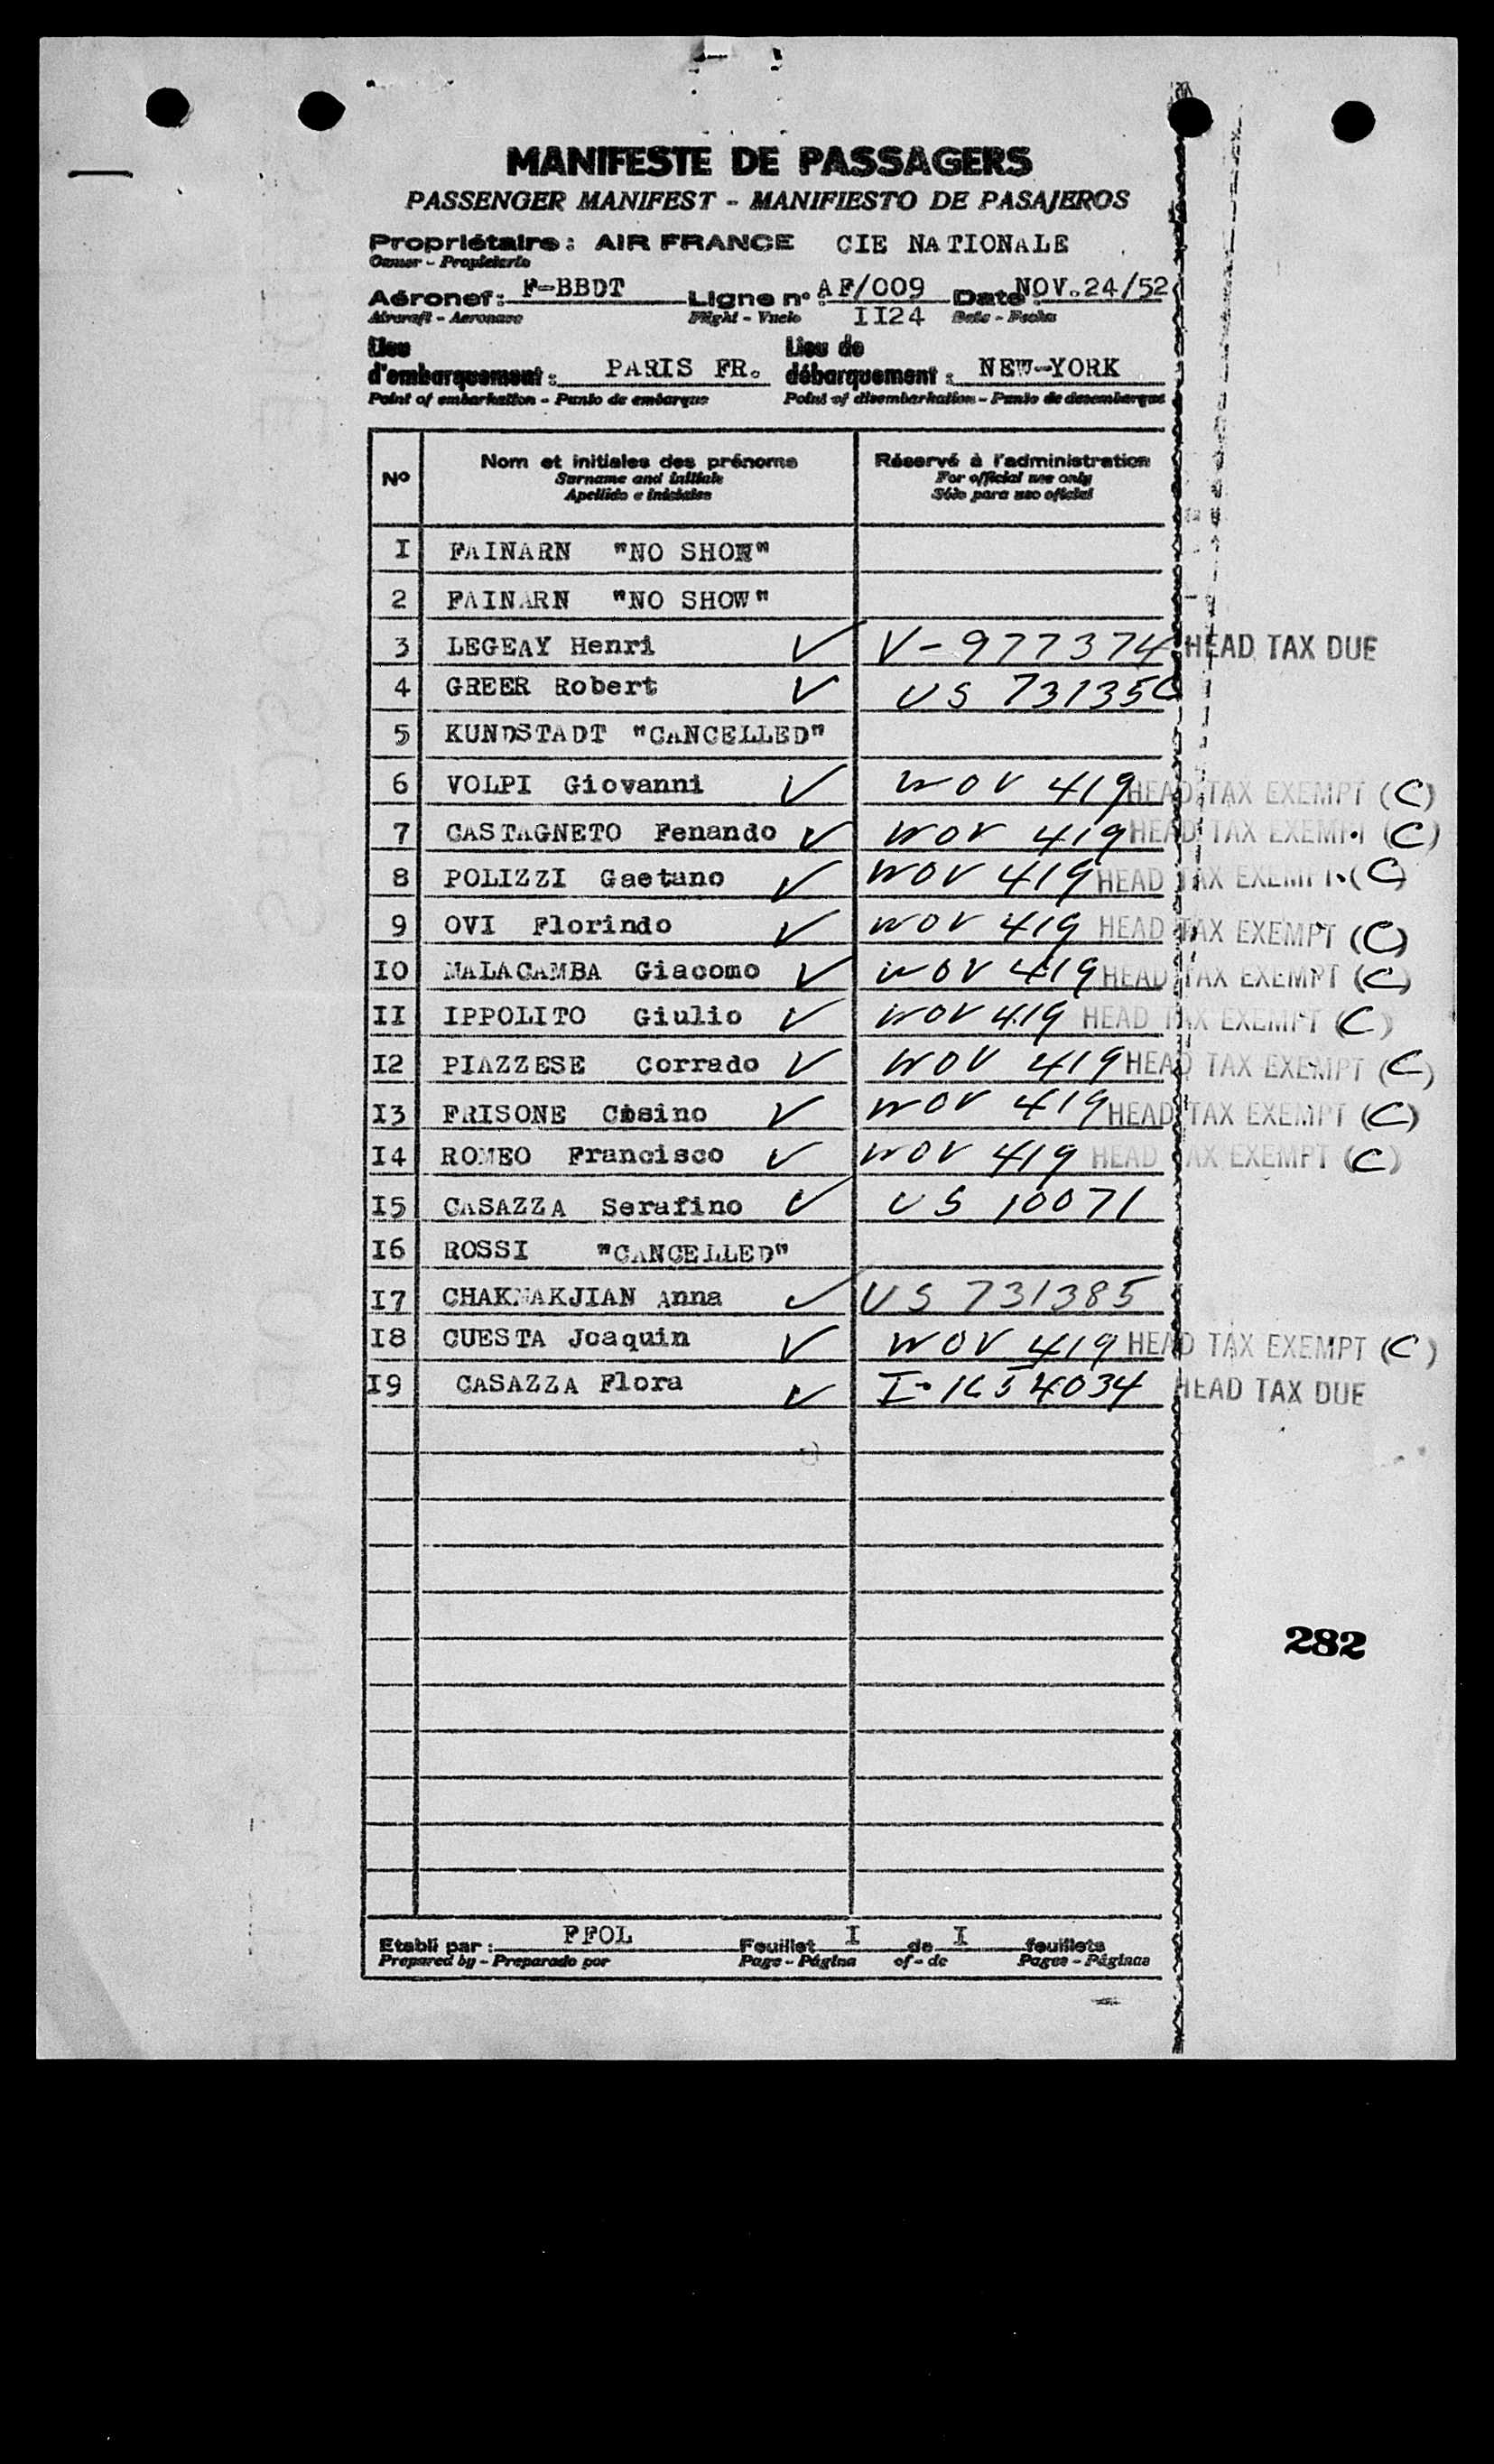 MANIFESTE DE PASSAGERS
PASSENGER MANIFEST - MANIFIESTO DE PASAJEROS
Propriétaire: AIR FRANCE CIE NATIONALE
Owner - Propietario
Aéronef: F-BBDT Ligne n°: AF/009 Date: NOV.24/52
Aircraft - Aeronave Flight - Vuelo II24 Date - Fecha
Lieu d'embarquement: PARIS FR. Lieu de débarquement: NEW-YORK
Point of embarkation - Punto de embarque Point of disembarkation - Punto de desembarque
N° Nom et initiales des prénoms Réservé à l'administration
Surname and initials For official use only
Apellido e iniciales Sólo para uso oficial
I FAINARN "NO SHOW"
2 FAINARN "NO SHOW"
3 LEGEAY Henri ✓ V-977374 HEAD TAX DUE
4 GREER Robert ✓ US
5 KUNDSTADT "CANCELLED"
6 VOLPI Giovanni ✓ WOV 419 HEAD TAX EXEMPT (C)
7 CASTAGNETO Fenando ✓ WOV 419 HEAD TAX EXEMPT (C)
8 POLIZZI Gaetano ✓ WOV 419 HEAD TAX EXEMPT (C)
9 OVI Florindo ✓ WOV 419 HEAD TAX EXEMPT (C)
IO MALACAMBA Giacomo ✓ WOV 419 HEAD TAX EXEMPT (C)
II IPPOLITO Giulio ✓ WOV 419 HEAD TAX EXEMPT (C)
I2 PIAZZESE Corrado ✓ WOV 419 HEAD TAX EXEMPT (C)
I3 FRISONE ✓ WOV 419 HEAD TAX EXEMPT (C)
I4 ROMEO Francisco ✓ WOV 419 HEAD TAX EXEMPT (C)
I5 CASAZZA Serafino ✓ US 10071
I6 ROSSI "CANCELLED"
I7 CHAKMAKJIAN Anna ✓ US 731385
I8 CUESTA Joaquin ✓ WOV 419 HEAD TAX EXEMPT (C)
I9 CASAZZA Flora ✓ HEAD TAX DUE
282
Etabli par: FFOL Feuillet I de I feuillets
Prepared by - Preparado por Page - Página of - de Pages - Páginas